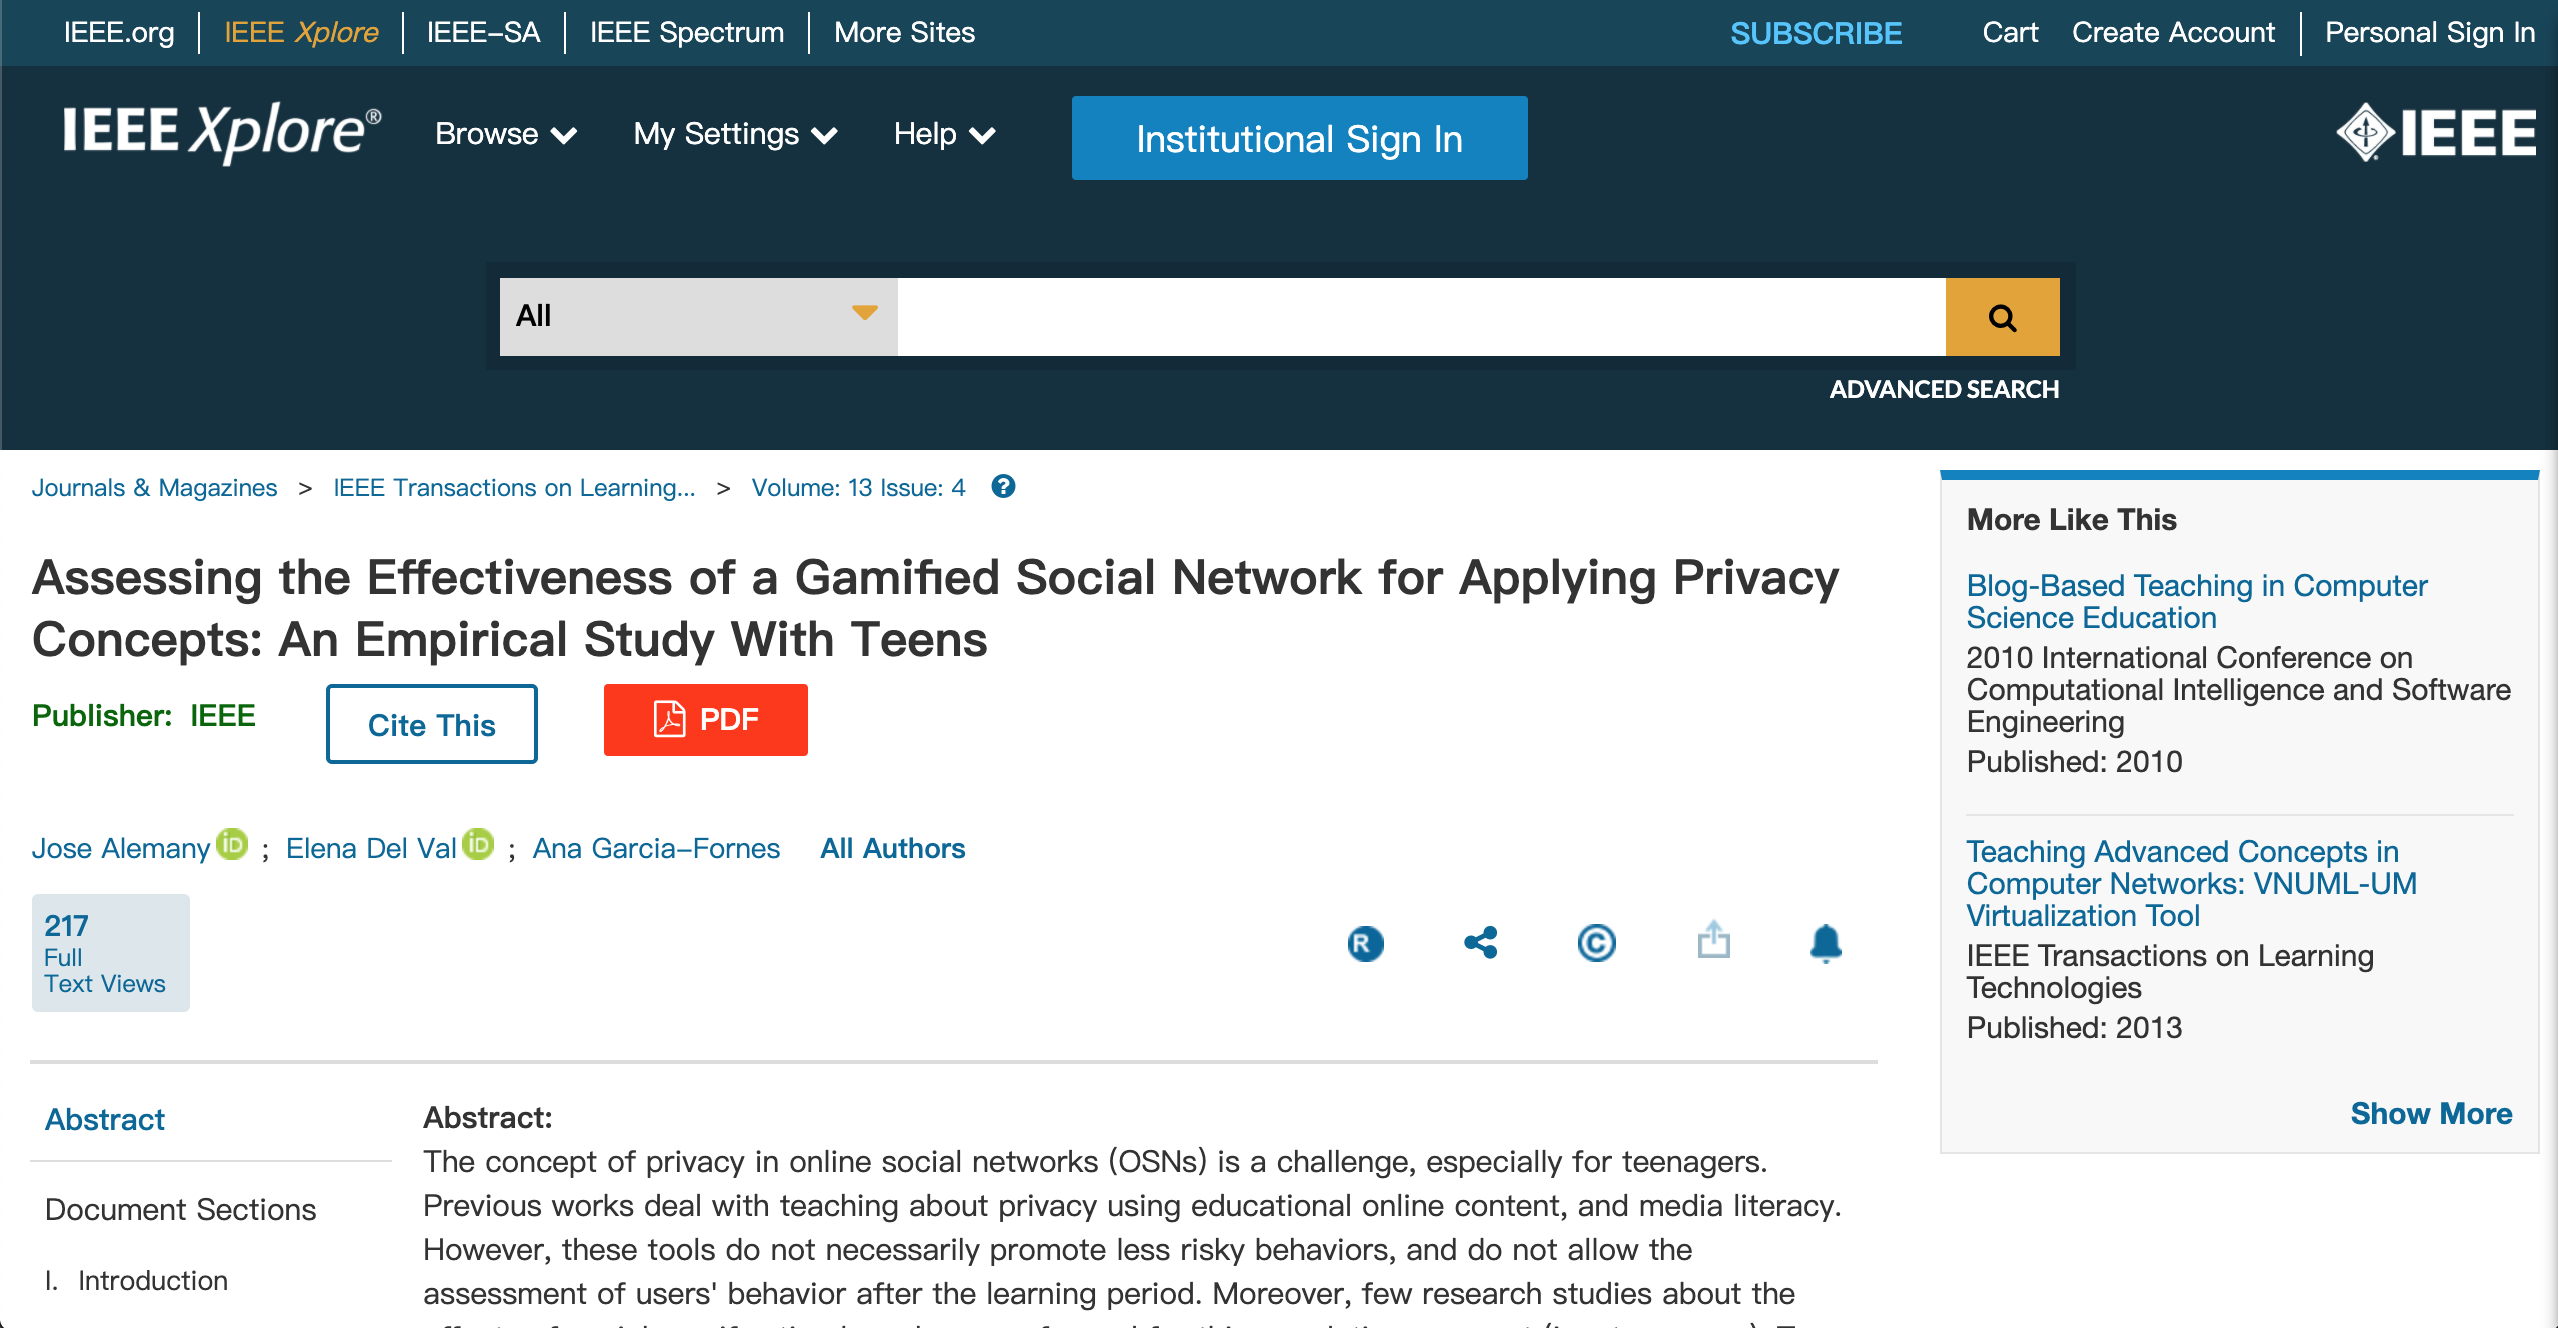 IEEE.org
IEEE Xplore
IEEE-SA
IEEE Spectrum
More Sites
SUBSCRIBE
Cart
Create Account
Personal Sign In
IEEE Xplore®
Browse
My Settings
Help
Institutional Sign In
IEEE
All
ADVANCED SEARCH
Journals & Magazines > IEEE Transactions on Learning... > Volume: 13 Issue: 4 ?
Assessing the Effectiveness of a Gamified Social Network for Applying Privacy
Concepts: An Empirical Study With Teens
Publisher: IEEE
Cite This
PDF
Jose Alemany iD ; Elena Del Val iD ; Ana Garcia-Fornes
All Authors
217
Full
Text Views
R
©
Abstract
Document Sections
I. Introduction
Abstract:
The concept of privacy in online social networks (OSNs) is a challenge, especially for teenagers.
Previous works deal with teaching about privacy using educational online content, and media literacy.
However, these tools do not necessarily promote less risky behaviors, and do not allow the
assessment of users' behavior after the learning period. Moreover, few research studies about the
More Like This
Blog-Based Teaching in Computer
Science Education
2010 International Conference on
Computational Intelligence and Software
Engineering
Published: 2010
Teaching Advanced Concepts in
Computer Networks: VNUML-UM
Virtualization Tool
IEEE Transactions on Learning
Technologies
Published: 2013
Show More